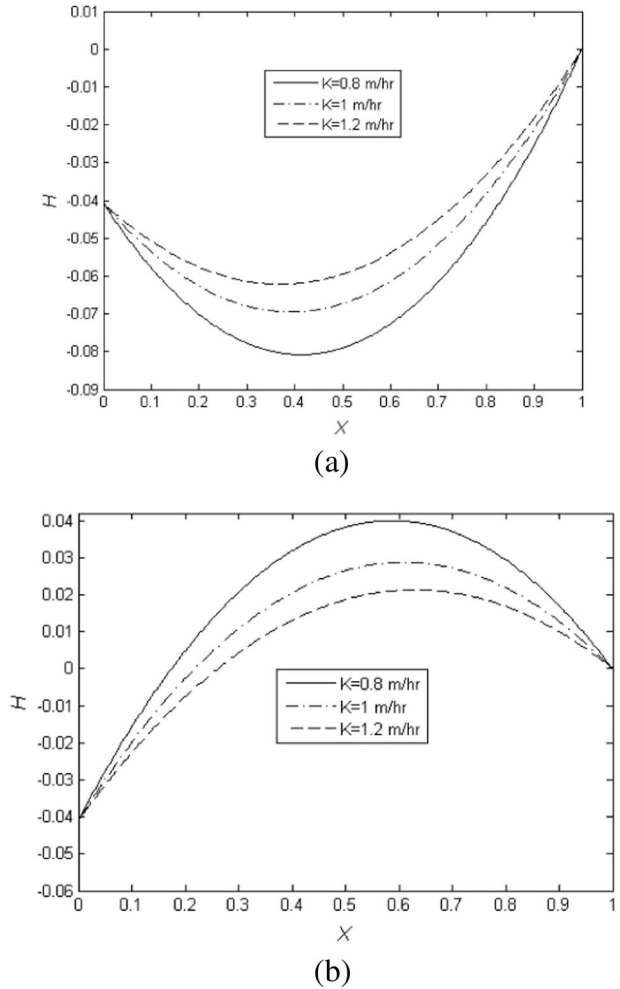 0.01
0
-0.01
-0.02
-0.03
-0.04
-0.05
-0.06
-0.07
-0.08
-0.09
H
K=0.8 m/hr
K=1 m/hr
K=1.2 m/hr
0 0.1 0.2 0.3 0.4 0.5 0.6 0.7 0.8 0.9 1
X
(a)
0.04
0.03
0.02
0.01
0
-0.01
-0.02
-0.03
-0.04
-0.05
-0.06
H
K=0.8 m/hr
K=1 m/hr
K=1.2 m/hr
0 0.1 0.2 0.3 0.4 0.5 0.6 0.7 0.8 0.9 1
X
(b)